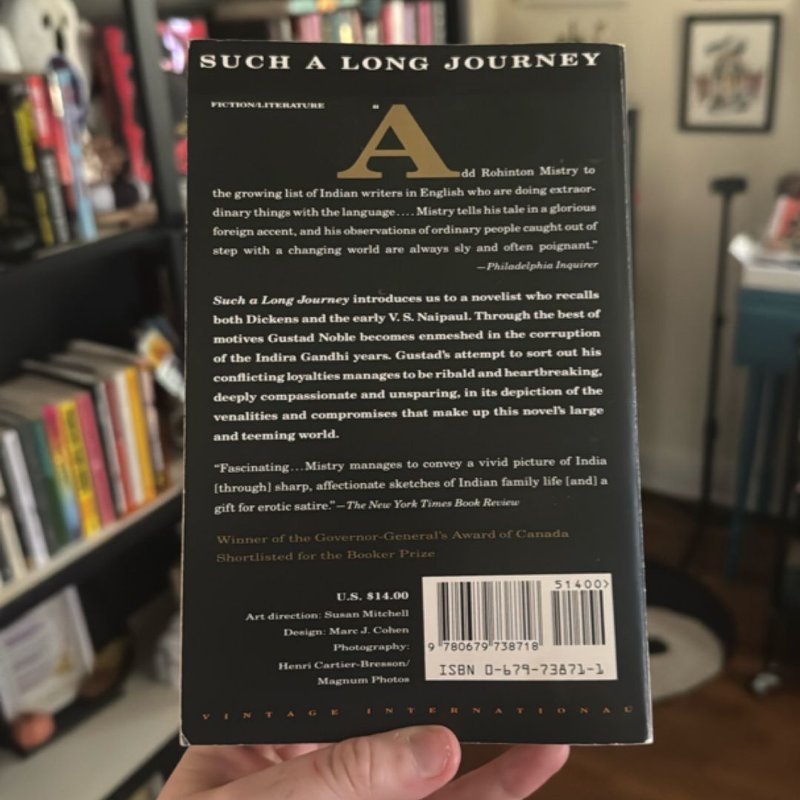 SUCH A LONG JOURNEY
FICTION/LITERATURE
"Add Rohinton Mistry to
the growing list of Indian writers in English who are doing extraor-
dinary things with the language.... Mistry tells his tale in a glorious
foreign accent, and his observations of ordinary people caught out of
step with a changing world are always sly and often poignant."
—Philadelphia Inquirer
Such a Long Journey introduces us to a novelist who recalls
both Dickens and the early V. S. Naipaul. Through the best of
motives Gustad Noble becomes enmeshed in the corruption
of the Indira Gandhi years. Gustad's attempt to sort out his
conflicting loyalties manages to be ribald and heartbreaking,
deeply compassionate and unsparing, in its depiction of the
venalities and compromises that make up this novel's large
and teeming world.
"Fascinating...Mistry manages to convey a vivid picture of India
[through] sharp, affectionate sketches of Indian family life [and] a
gift for erotic satire."—The New York Times Book Review
Winner of the Governor-General's Award of Canada
Shortlisted for the Booker Prize
U.S. $14.00
Art direction: Susan Mitchell
Design: Marc J. Cohen
Photography:
Henri Cartier-Bresson/
Magnum Photos
51400>
9 780679 738718
ISBN 0-679-73871-1
VINTAGE INTERNATIONAL